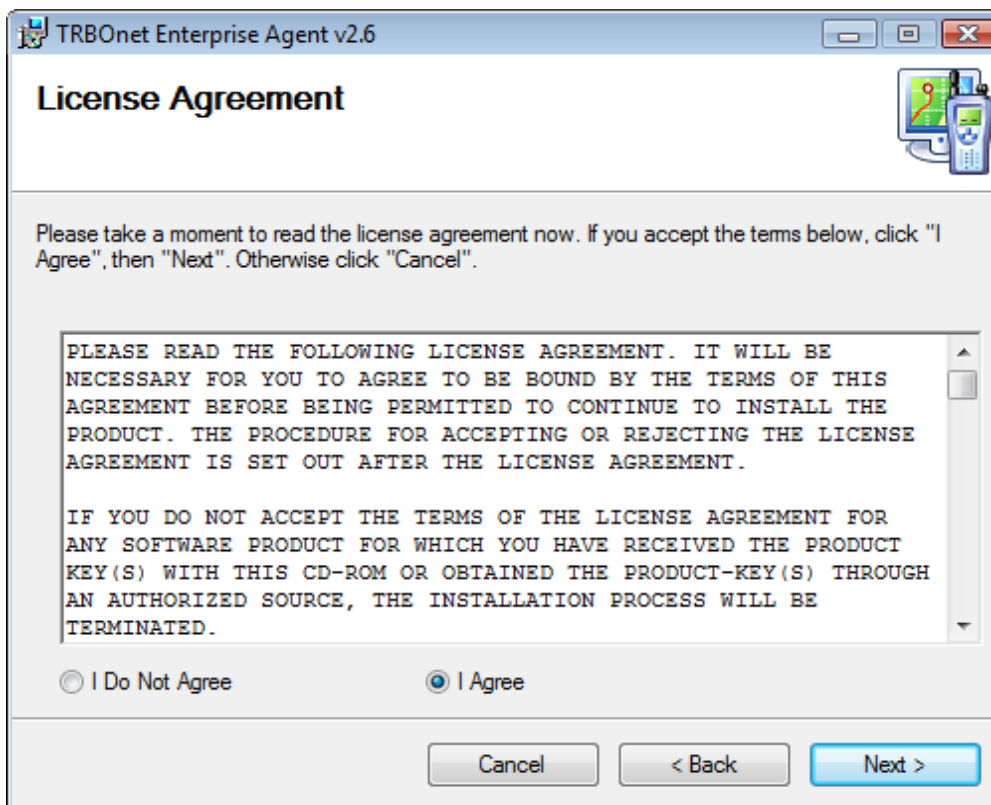 TRBOnet Enterprise Agent v2.6
License Agreement
Please take a moment to read the license agreement now. If you accept the terms below, click "I
Agree", then "Next". Otherwise click "Cancel".
PLEASE READ THE FOLLOWING LICENSE AGREEMENT. IT WILL BE
NECESSARY FOR YOU TO AGREE TO BE BOUND BY THE TERMS OF THIS
AGREEMENT BEFORE BEING PERMITTED TO CONTINUE TO INSTALL THE
PRODUCT. THE PROCEDURE FOR ACCEPTING OR REJECTING THE LICENSE
AGREEMENT IS SET OUT AFTER THE LICENSE AGREEMENT.
IF YOU DO NOT ACCEPT THE TERMS OF THE LICENSE AGREEMENT FOR
ANY SOFTWARE PRODUCT FOR WHICH YOU HAVE RECEIVED THE PRODUCT
KEY(S) WITH THIS CD-ROM OR OBTAINED THE PRODUCT-KEY(S) THROUGH
AN AUTHORIZED SOURCE, THE INSTALLATION PROCESS WILL BE
TERMINATED.
I Do Not Agree I Agree
Cancel < Back Next >